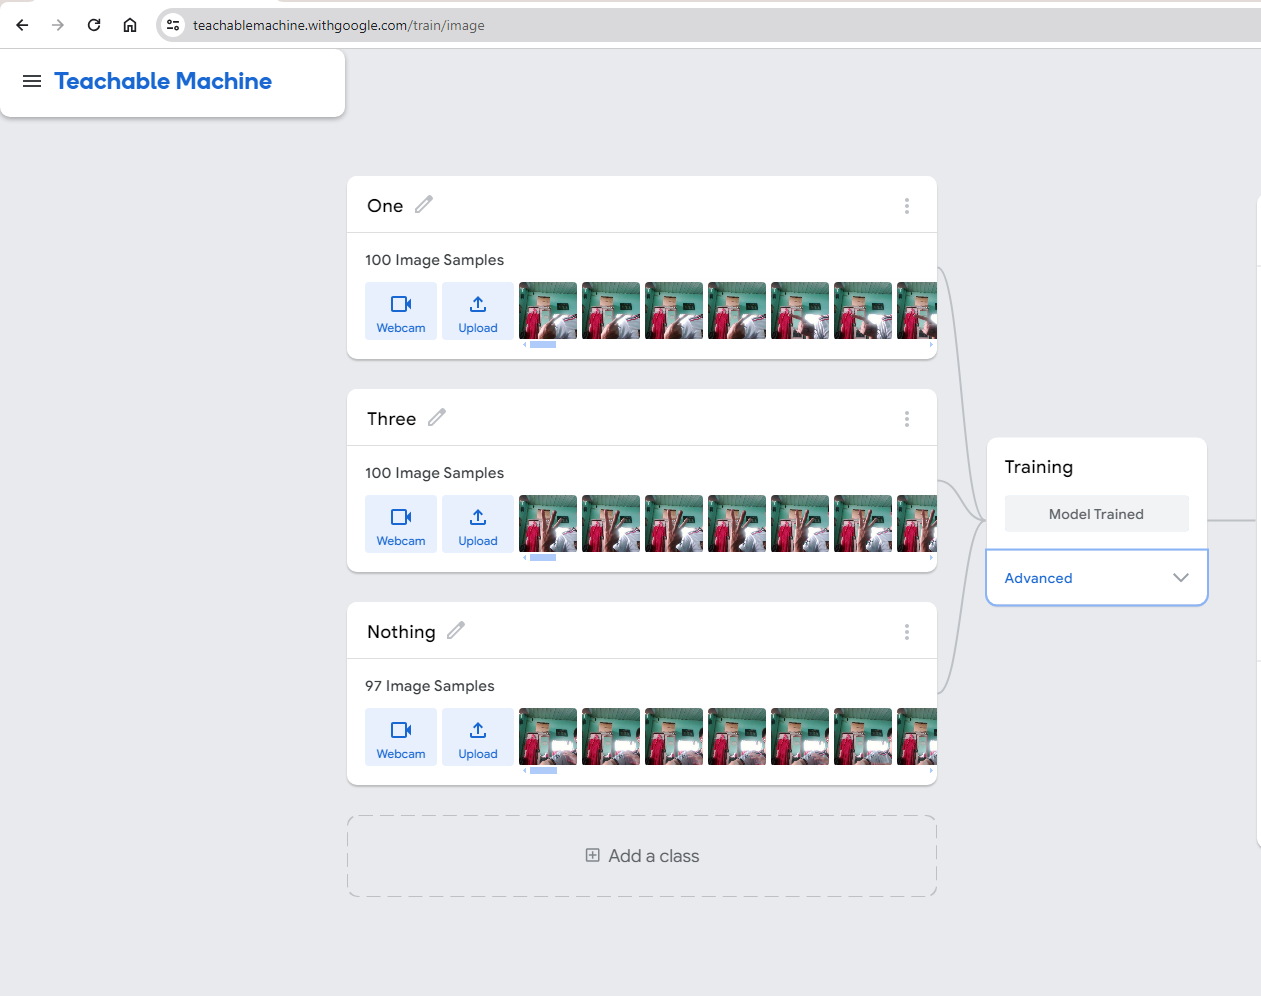 teachablemachine.withgoogle.com/train/image
Teachable Machine
One
100 Image Samples
Webcam
Upload
Three
100 Image Samples
Webcam
Upload
Nothing
97 Image Samples
Webcam
Upload
Add a class
Training
Model Trained
Advanced